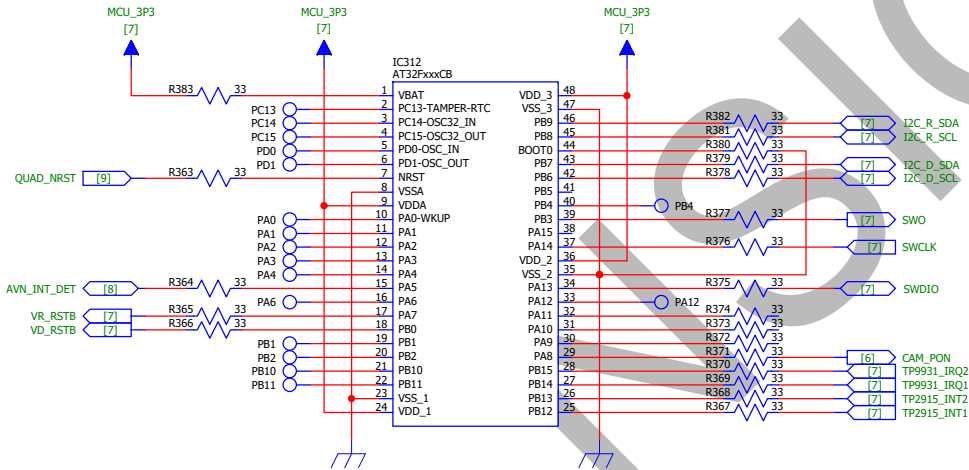 MCU_3P3 MCU_3P3 MCU_3P3
[7] [7] [7]
IC312
AT32FxxxCB
R383 33 1 VBAT VDD_3 48
PC13 2 PC13-TAMPER-RTC VSS_3 47
PC14 3 PC14-OSC32_IN PB9 46 R382 33 [7] I2C_R_SDA
PC15 4 PC15-OSC32_OUT PB8 45 R381 33 [7] I2C_R_SCL
PD0 5 PD0-OSC_IN BOOT0 44 R380 33
PD1 6 PD1-OSC_OUT PB7 43 R379 33 [7] I2C_D_SDA
QUAD_NRST [9] R363 33 7 NRST PB6 42 R378 33 [7] I2C_D_SCL
8 VSSA PB5 41
9 VDDA PB4 40 PB4
PA0 10 PA0-WKUP PB3 39 R377 33 [7] SWO
PA1 11 PA1 PA15 38
PA2 12 PA2 PA14 37 R376 33 [7] SWCLK
PA3 13 PA3 VDD_2 36
PA4 14 PA4 VSS_2 35
AVN_INT_DET [8] R364 33 15 PA5 PA13 34 R375 33 [7] SWDIO
PA6 16 PA6 PA12 33 PA12
VR_RSTB [7] R365 33 17 PA7 PA11 32 R374 33
VD_RSTB [7] R366 33 18 PB0 PA10 31 R373 33
PB1 19 PB1 PA9 30 R372 33
PB2 20 PB2 PA8 29 R371 33 [6] CAM_PON
PB10 21 PB10 PB15 28 R370 33 [7] TP9931_IRQ2
PB11 22 PB11 PB14 27 R369 33 [7] TP9931_IRQ1
23 VSS_1 PB13 26 R368 33 [7] TP2915_INT2
24 VDD_1 PB12 25 R367 33 [7] TP2915_INT1